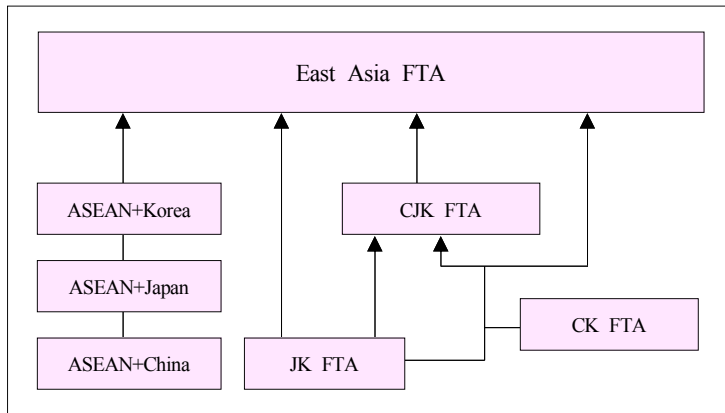 East Asia FTA
ASEAN+Korea
CJK FTA
ASEAN+Japan
CK FTA
ASEAN+China
JK FTA